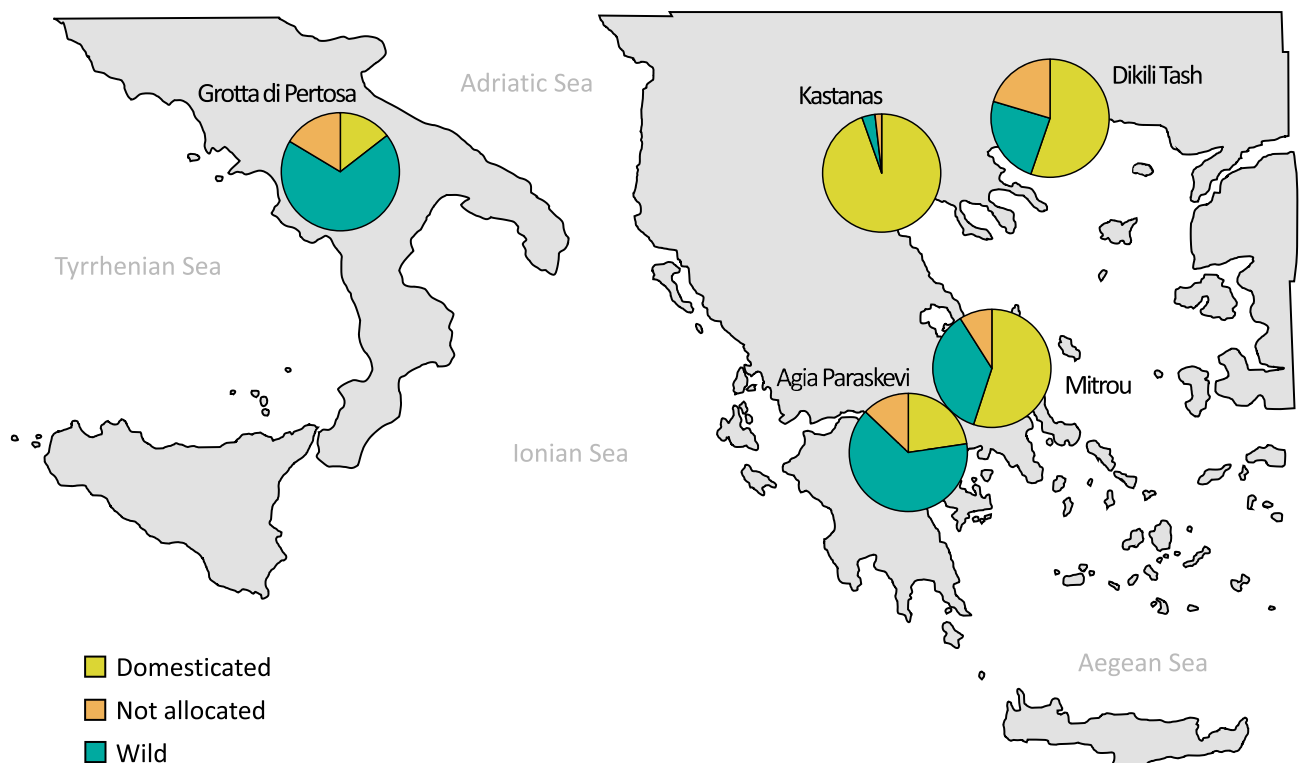 Adriatic Sea
Dikili Tash
Grotta di Pertosa
Kastanas
Tyrrhenian Sea
Agia Paraskevi
Mitrou
Ionian Sea
Aegean Sea
Domesticated
Not allocated
Wild